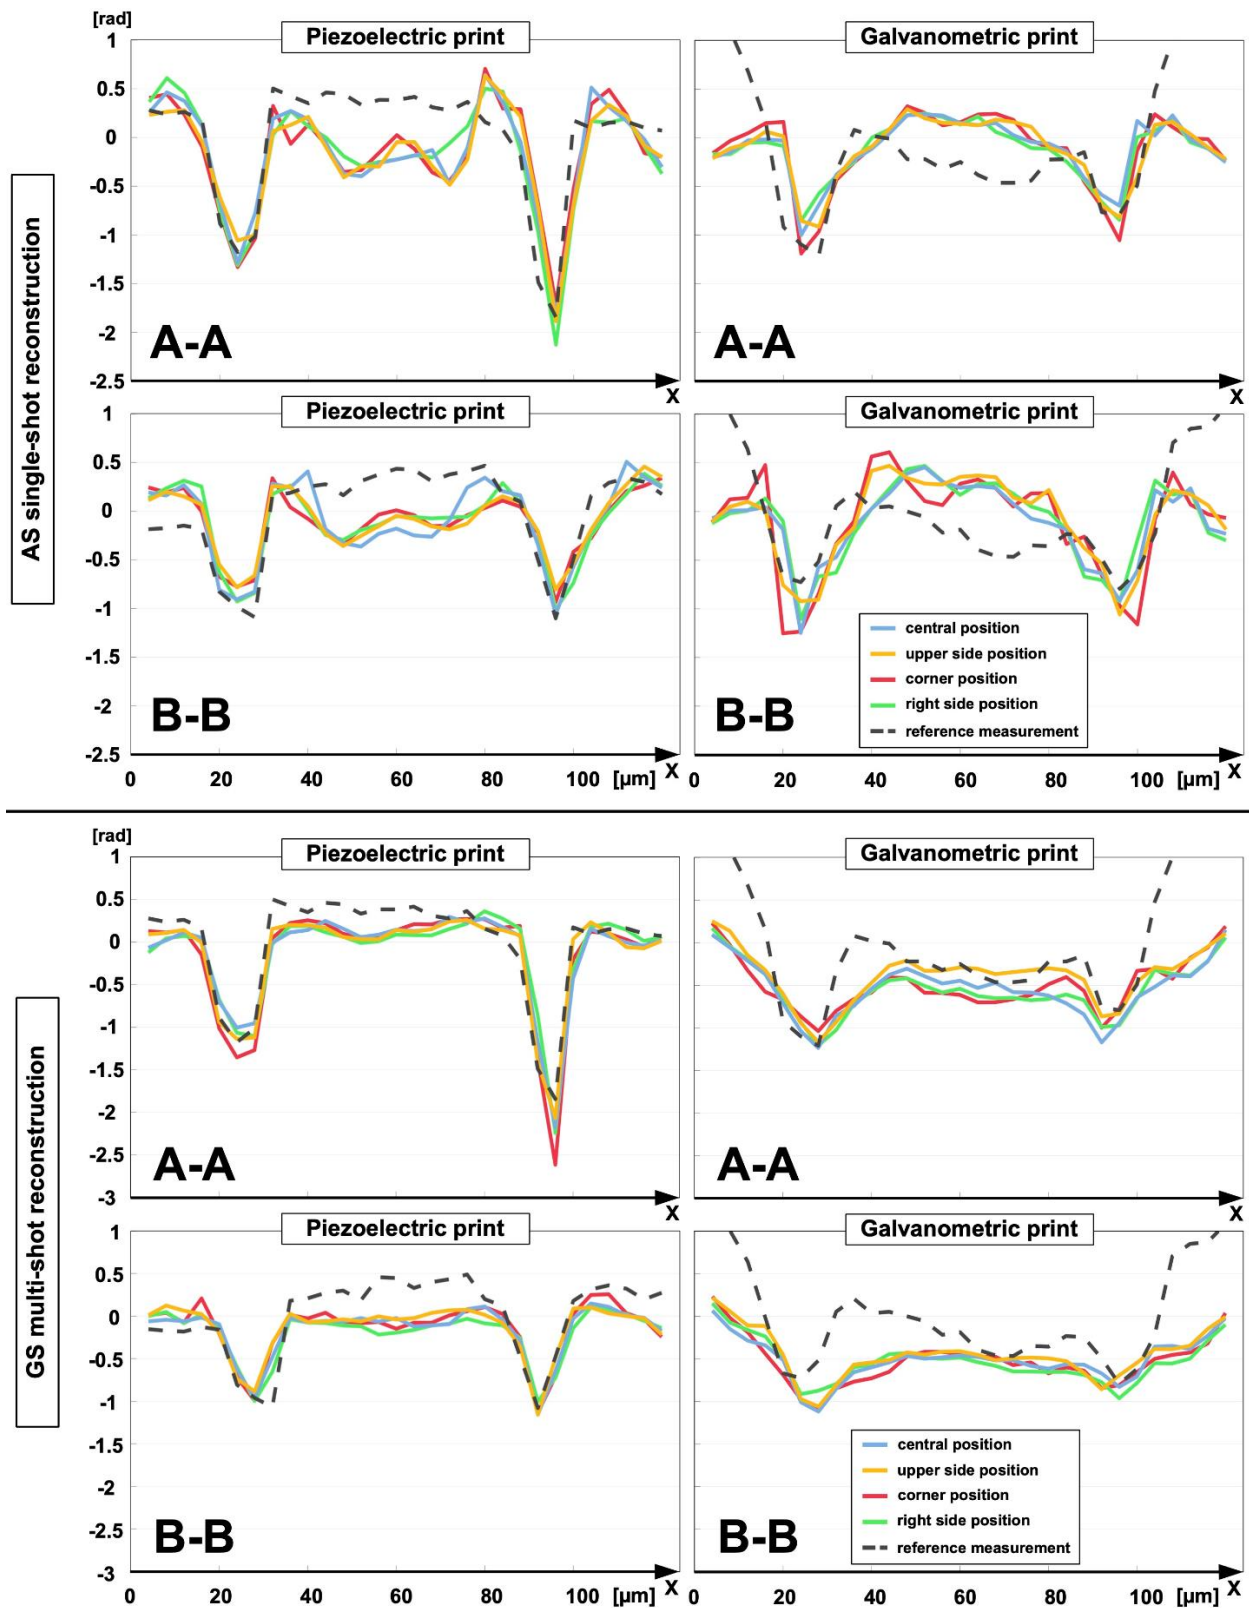 [rad]
Piezoelectric print
Galvanometric print
1
0.5
0
-0.5
-1
-1.5
-2
-2.5
A-A
A-A
X
X
AS single-shot reconstruction
Piezoelectric print
Galvanometric print
1
0.5
0
-0.5
-1
-1.5
-2
-2.5
B-B
B-B
central position
upper side position
corner position
right side position
reference measurement
X
X
0 20 40 60 80 100 [µm]
0 20 40 60 80 100 [µm]
[rad]
Piezoelectric print
Galvanometric print
1
0.5
0
-0.5
-1
-1.5
-2
-2.5
-3
A-A
A-A
X
X
GS multi-shot reconstruction
Piezoelectric print
Galvanometric print
1
0.5
0
-0.5
-1
-1.5
-2
-2.5
-3
B-B
B-B
central position
upper side position
corner position
right side position
reference measurement
X
X
0 20 40 60 80 100 [µm]
0 20 40 60 80 100 [µm]